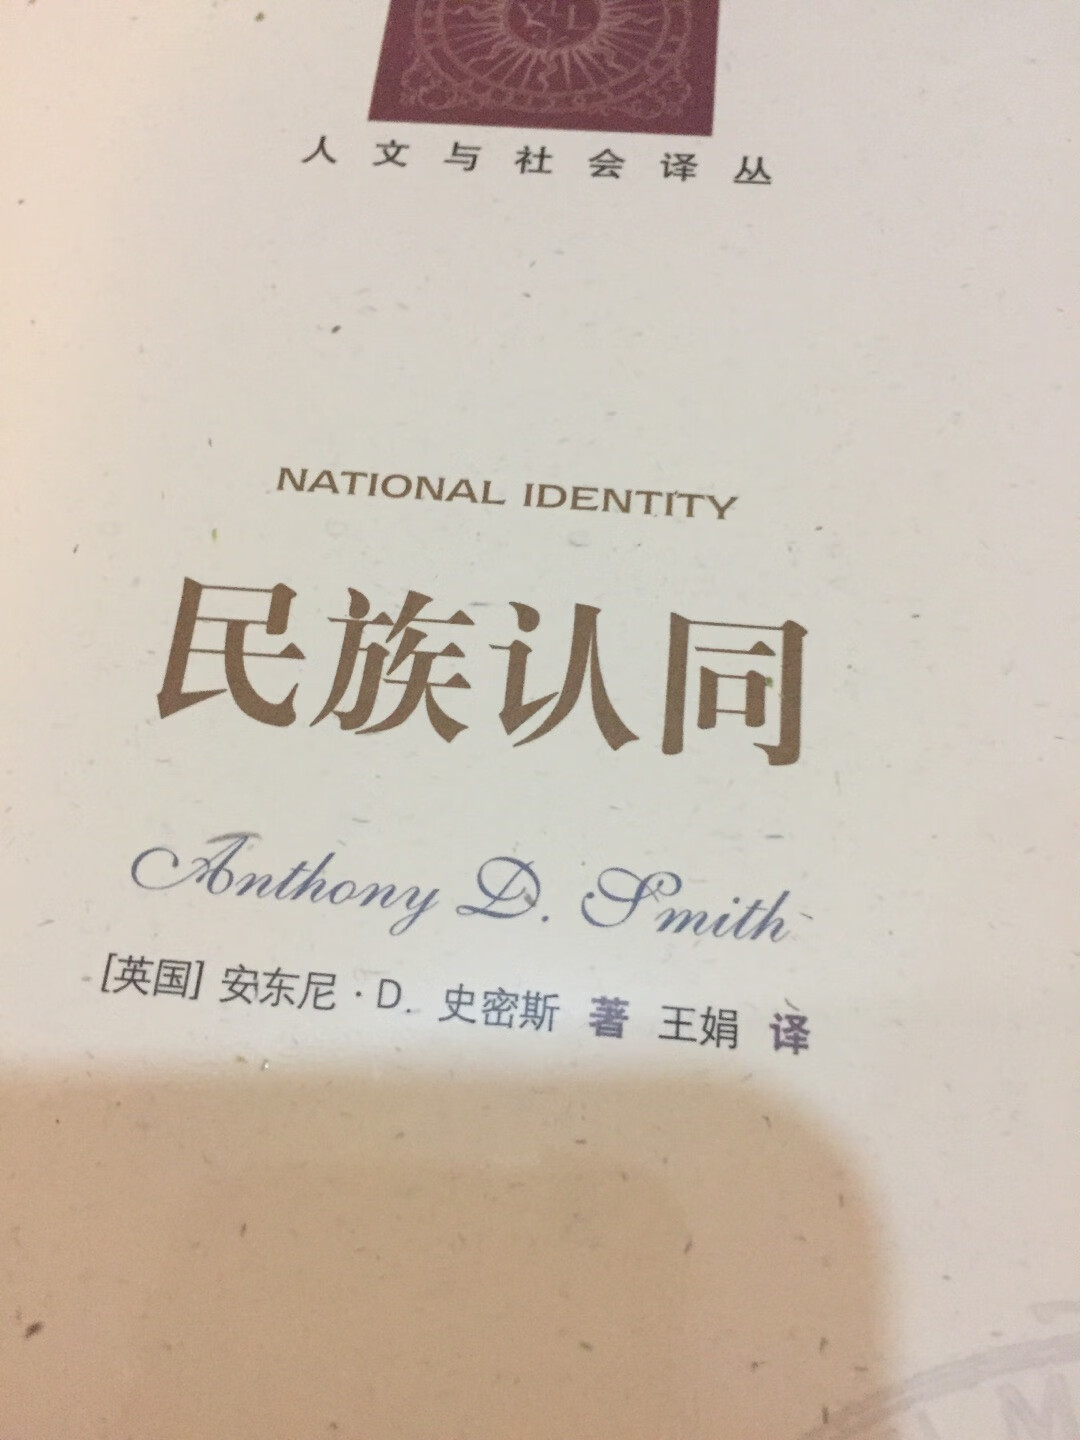 人文与社会译丛
NATIONAL IDENTITY
民族认同
Anthony D. Smith
[英国] 安东尼·D. 史密斯 著 王娟 译